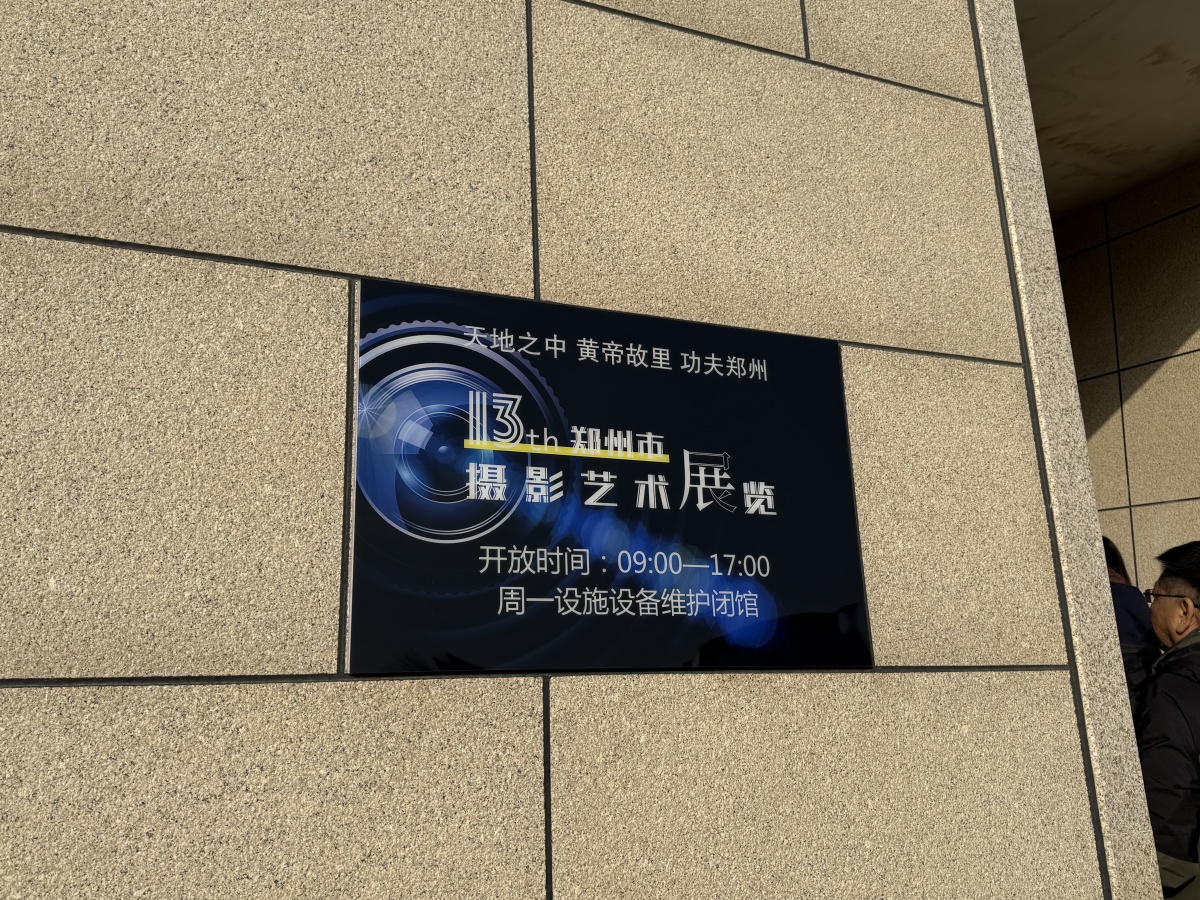 天地之中 黄帝故里 功夫郑州
13th 郑州市
摄影艺术展览
开放时间：09:00—17:00
周一设施设备维护闭馆